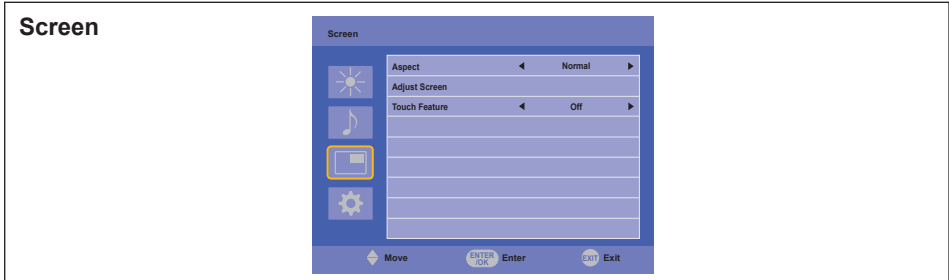 Screen
Screen
Aspect Normal
Adjust Screen
Touch Feature Off
Move ENTER /OK Enter EXIT Exit